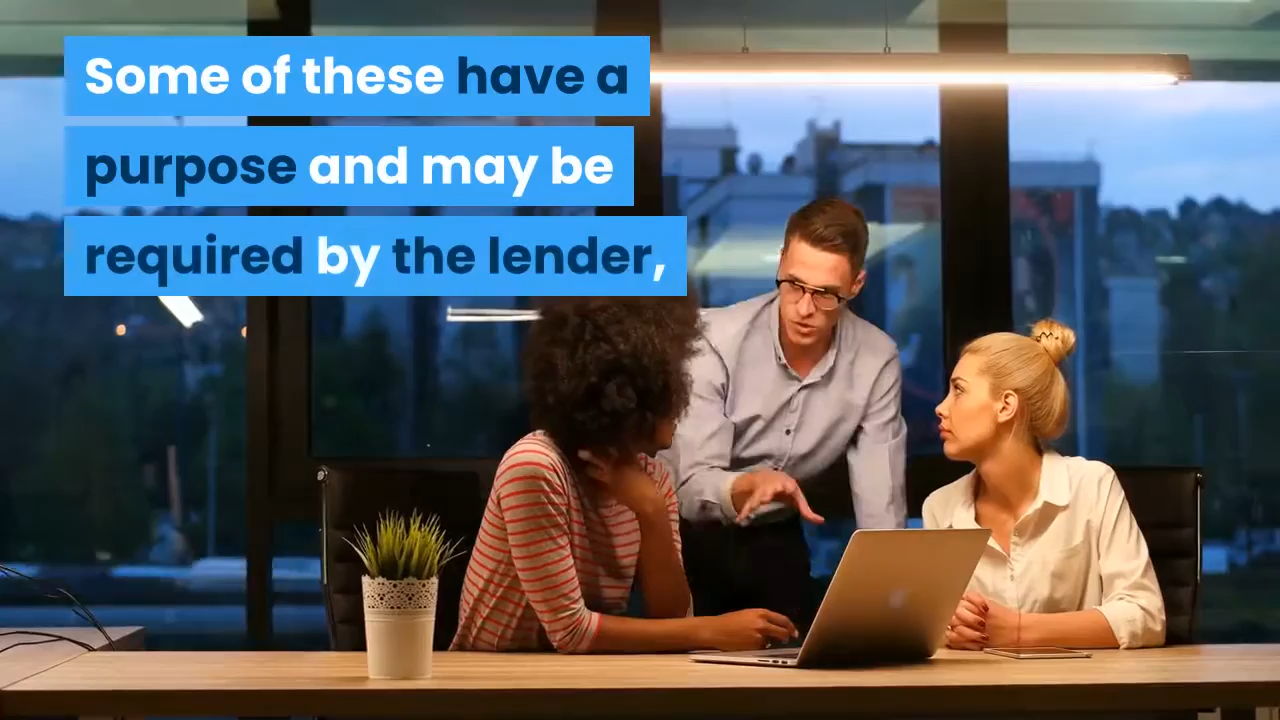 Some of these have a
purpose and may be
required by the lender,